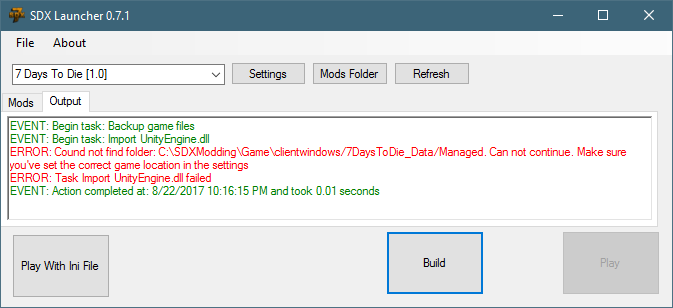 SDX Launcher 0.7.1
File About
7 Days To Die [1.0] Settings Mods Folder Refresh
Mods Output
EVENT: Begin task: Backup game files
EVENT: Begin task: Import UnityEngine.dll
ERROR: Cound not find folder: C:\SDXModding\Game\clientwindows/7DaysToDie_Data/Managed. Can not continue. Make sure
you've set the correct game location in the settings
ERROR: Task Import UnityEngine.dll failed
EVENT: Action completed at: 8/22/2017 10:16:15 PM and took 0.01 seconds
Play With Ini File Build Play